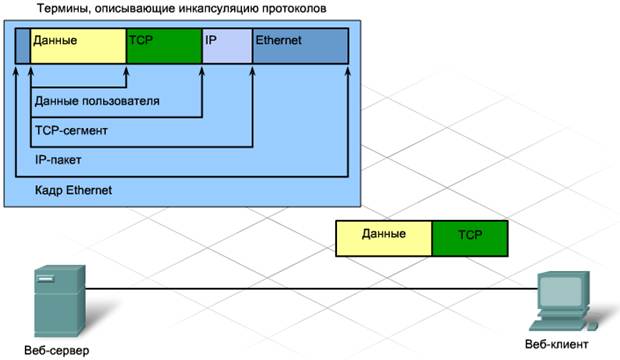 Термины, описывающие инкапсуляцию протоколов
Данные TCP IP Ethernet
Данные пользователя
TCP-сегмент
IP-пакет
Кадр Ethernet
Данные TCP
Веб-сервер
Веб-клиент